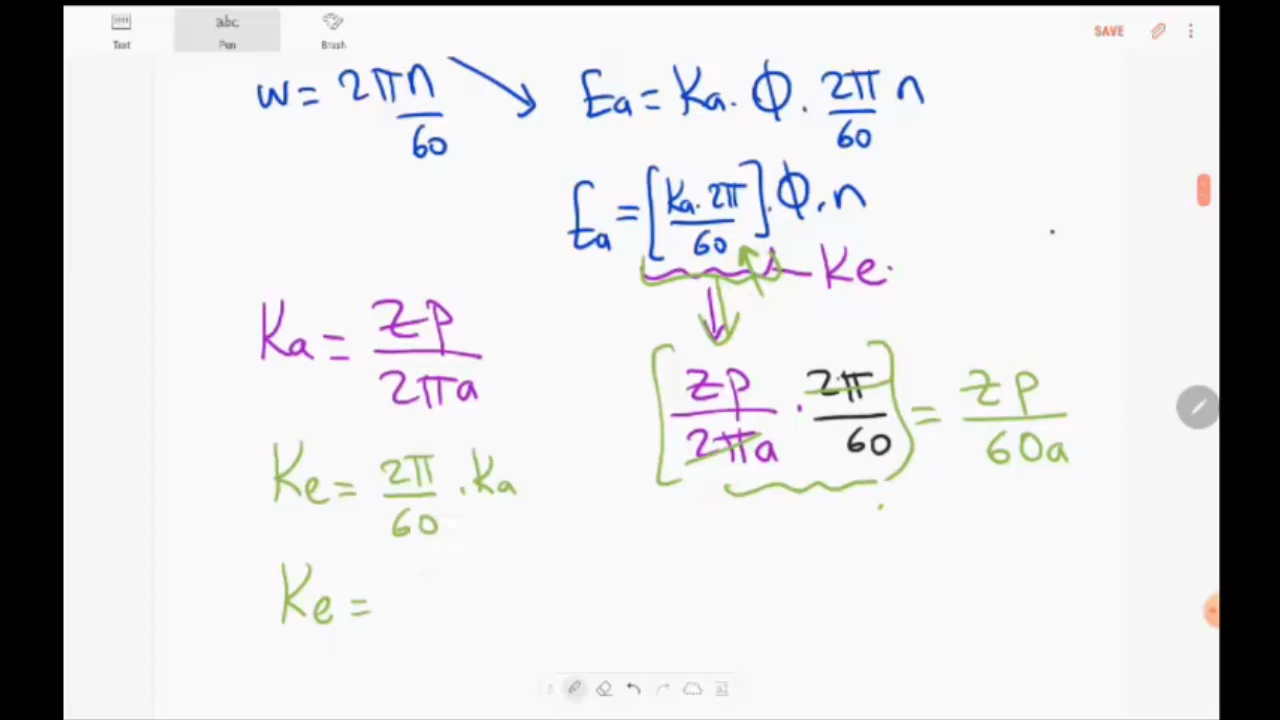 Text
abc
Pen
Brush
SAVE
w = 2πn/60
Ea = Ka . Φ . 2π/60 n
Ea = [Ka . 2π/60] . Φ . n
Ke .
Ka = Zp/2πa
[Zp/2πa . 2π/60] = Zp/60a
Ke = 2π/60 . Ka
Ke =